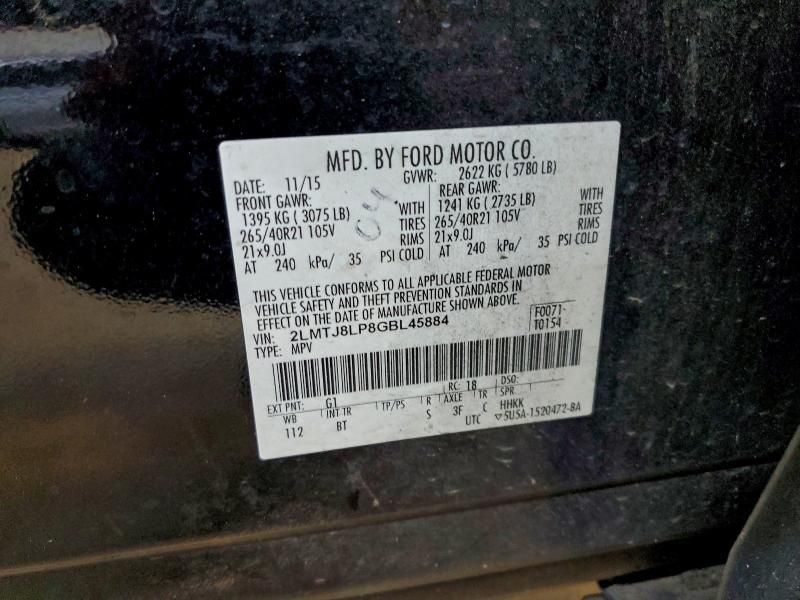 MFD. BY FORD MOTOR CO.
DATE: 11/15 GVWR: 2622 KG ( 5780 LB)
FRONT GAWR: REAR GAWR:
1395 KG ( 3075 LB) WITH 1241 KG ( 2735 LB) WITH
265/40R21 105V TIRES 265/40R21 105V TIRES
21x9.0J RIMS 21x9.0J RIMS
AT 240 kPa/ 35 PSI COLD AT 240 kPa/ 35 PSI COLD
THIS VEHICLE CONFORMS TO ALL APPLICABLE FEDERAL MOTOR
VEHICLE SAFETY AND THEFT PREVENTION STANDARDS IN
EFFECT ON THE DATE OF MANUFACTURE SHOWN ABOVE.
VIN: 2LMTJ8LP8GBL45884 F0071-
TYPE: MPV T0154-
EXT PNT: G1 RC: 18 DSO:
WB INT TR TP/PS R AXLE TR SPR
112 BT S 3F C HHKK
UTC ▽5U5A-1520472-BA